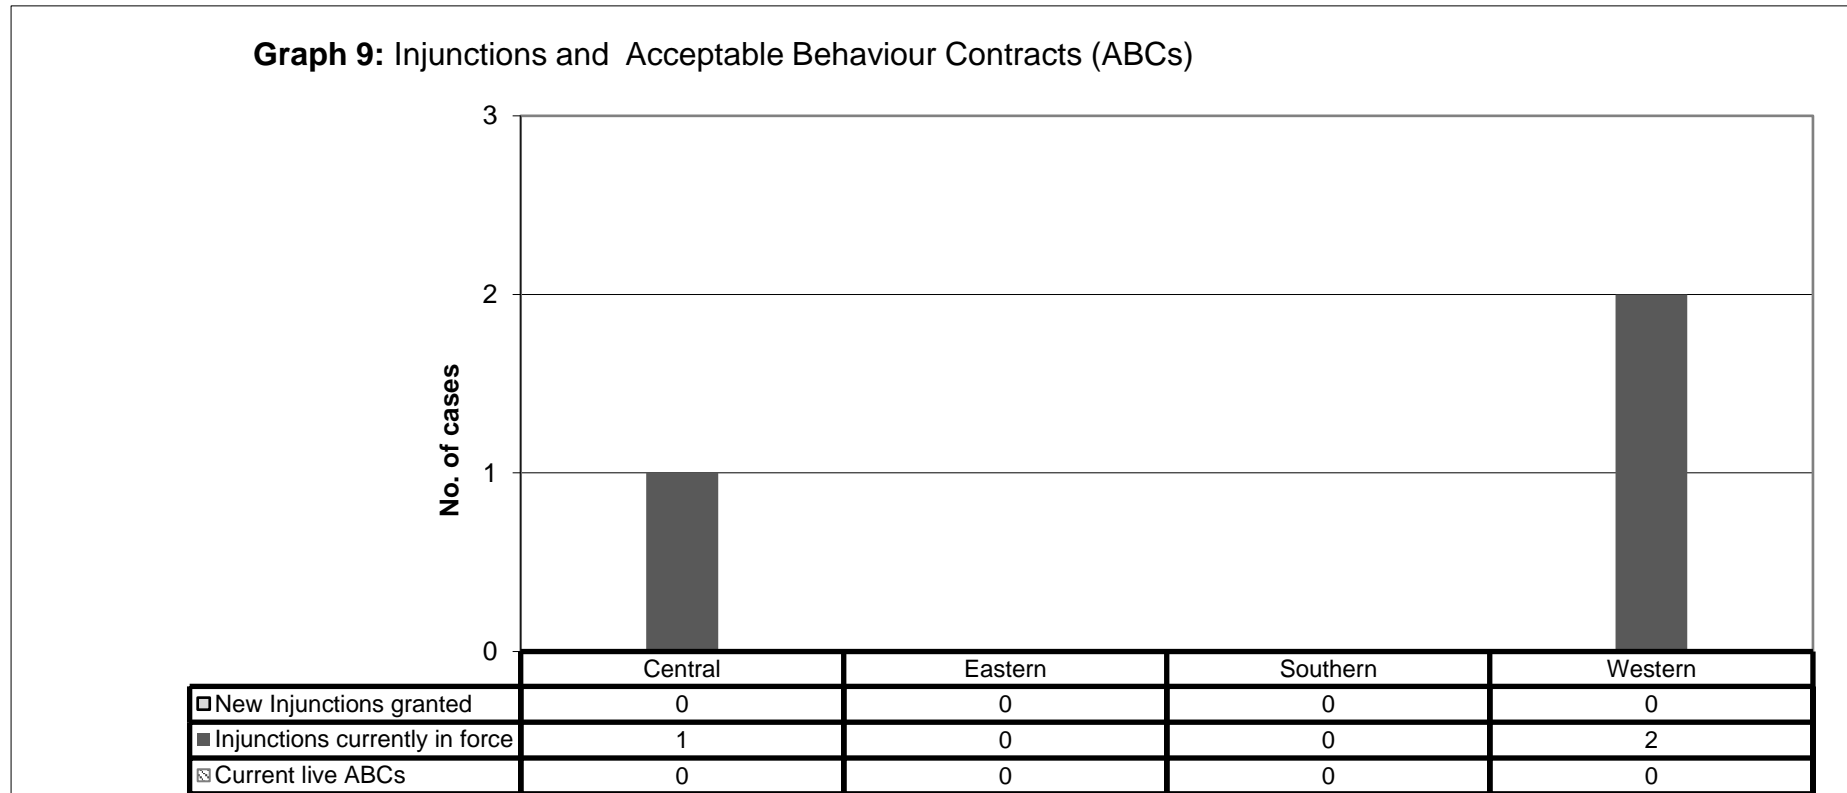 Graph 9: Injunctions and  Acceptable Behaviour Contracts (ABCs)
3
2
1
0
No. of cases
Central Eastern Southern Western
New Injunctions granted 0 0 0 0
Injunctions currently in force 1 0 0 2
Current live ABCs 0 0 0 0